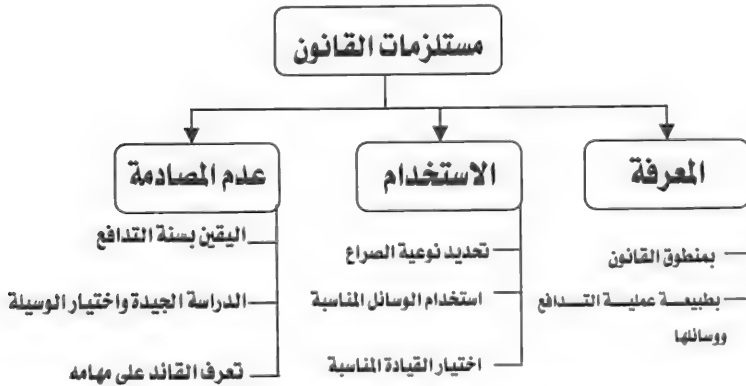 مستلزمات القانون
المعرفة
بمنطوق القانون
بطبيعة عملية التدافع
ووسائلها
الاستخدام
تحديد نوعية الصراع
استخدام الوسائل المناسبة
اختيار القيادة المناسبة
عدم المصادمة
اليقين بسنة التدافع
الدراسة الجيدة واختيار الوسيلة
تعرف القائد على مهامه